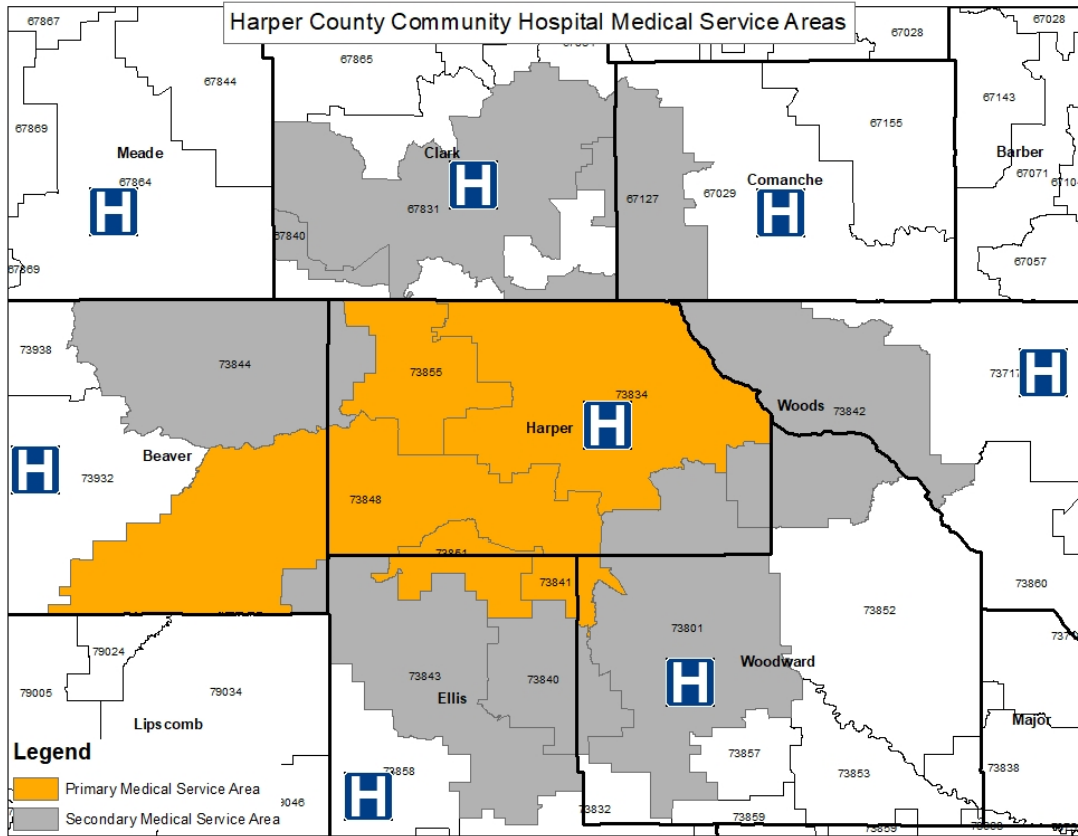 Harper County Community Hospital Medical Service Areas
67867
67844
67865
67028
67028
67869
67143
67155
Meade
Clark
Barber
67864
H
H
67071
Comanche
67831
67127
67029
H
67840
67869
67057
73938
73844
73855
73834
73717
H
Harper
H
Woods
73842
Beaver
H
73932
73848
73851
73841
73860
73852
79024
73801
Woodward
79005
79034
73843
73840
Ellis
H
Lipscomb
Major
Legend
73857
73858
73853
73838
H
Primary Medical Service Area
73832
73859
73859
Secondary Medical Service Area